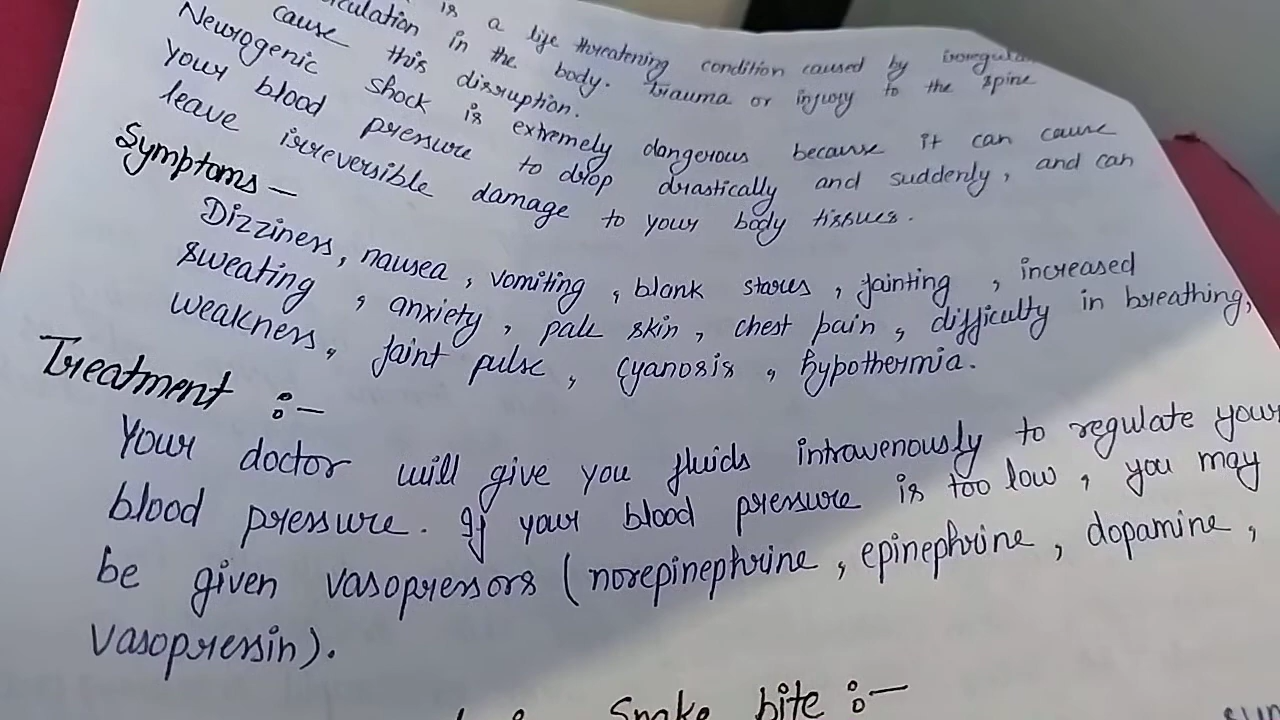 is a life threatening condition caused by
in the body. Trauma or injury to the spine
cause this disruption.
Neurogenic shock is extremely dangerous because it can cause
your blood pressure to drop drastically and suddenly, and can
leave irreversible damage to your body tissues.
Symptoms —
Dizziness, nausea, vomiting, blank stares, fainting, increased
sweating, anxiety, pale skin, chest pain, difficulty in breathing,
weakness, faint pulse, cyanosis, hypothermia.
Treatment :-
Your doctor will give you fluids intravenously to regulate your
blood pressure. If your blood pressure is too low, you may
be given vasopressors (norepinephrine, epinephrine, dopamine,
vasopressin).
Snake bite :-